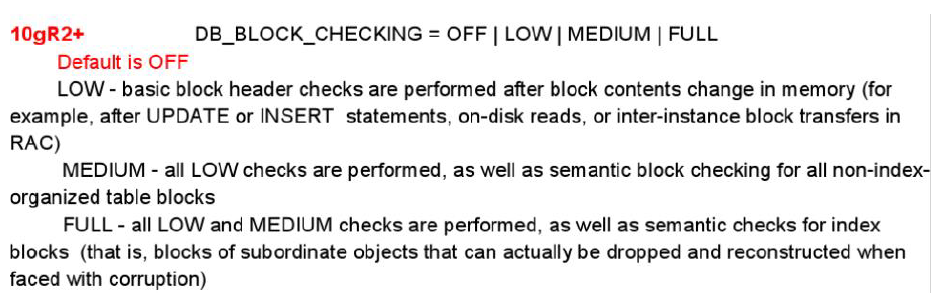 10gR2+ DB_BLOCK_CHECKING = OFF | LOW | MEDIUM | FULL
Default is OFF
LOW - basic block header checks are performed after block contents change in memory (for
example, after UPDATE or INSERT statements, on-disk reads, or inter-instance block transfers in
RAC)
MEDIUM - all LOW checks are performed, as well as semantic block checking for all non-index-
organized table blocks
FULL - all LOW and MEDIUM checks are performed, as well as semantic checks for index
blocks (that is, blocks of subordinate objects that can actually be dropped and reconstructed when
faced with corruption)